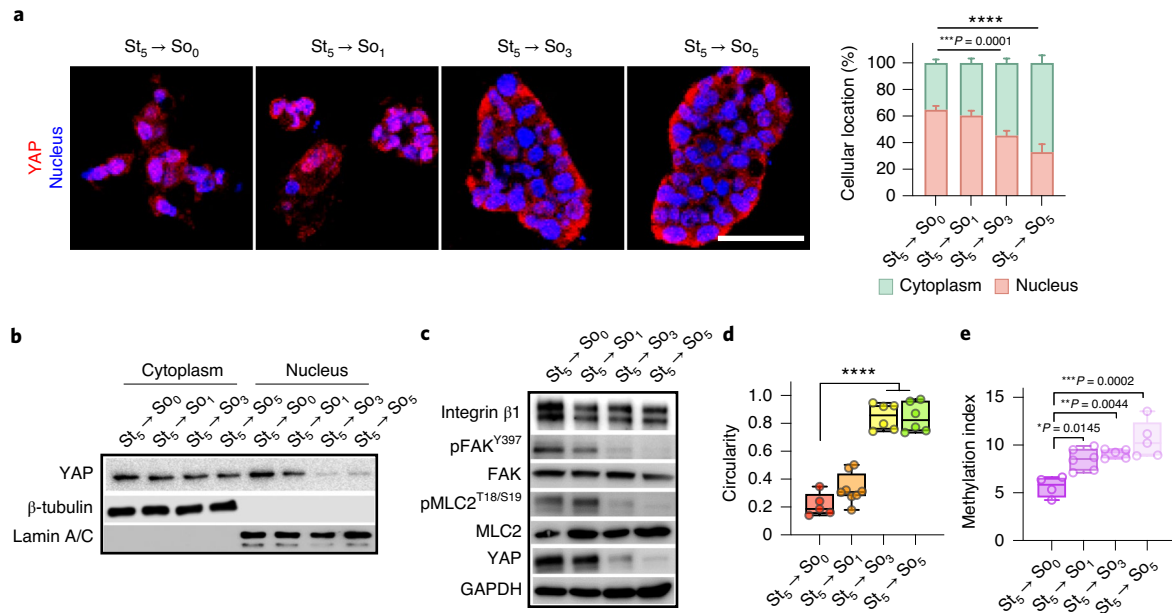 a
St5 → So0
St5 → So1
St5 → So3
St5 → So5
YAP
Nucleus
****
***P = 0.0001
Cellular location (%)
100
80
60
40
20
0
St5 → So0
St5 → So1
St5 → So3
St5 → So5
Cytoplasm
Nucleus
b
Cytoplasm
Nucleus
St5 → So0
St5 → So1
St5 → So3
St5 → So5
St5 → So0
St5 → So1
St5 → So3
St5 → So5
YAP
β-tubulin
Lamin A/C
c
St5 → So0
St5 → So1
St5 → So3
St5 → So5
Integrin β1
pFAKY397
FAK
pMLC2T18/S19
MLC2
YAP
GAPDH
d
****
Circularity
1.0
0.8
0.6
0.4
0.2
0
St5 → So0
St5 → So1
St5 → So3
St5 → So5
e
***P = 0.0002
**P = 0.0044
*P = 0.0145
Methylation index
15
10
5
0
St5 → So0
St5 → So1
St5 → So3
St5 → So5